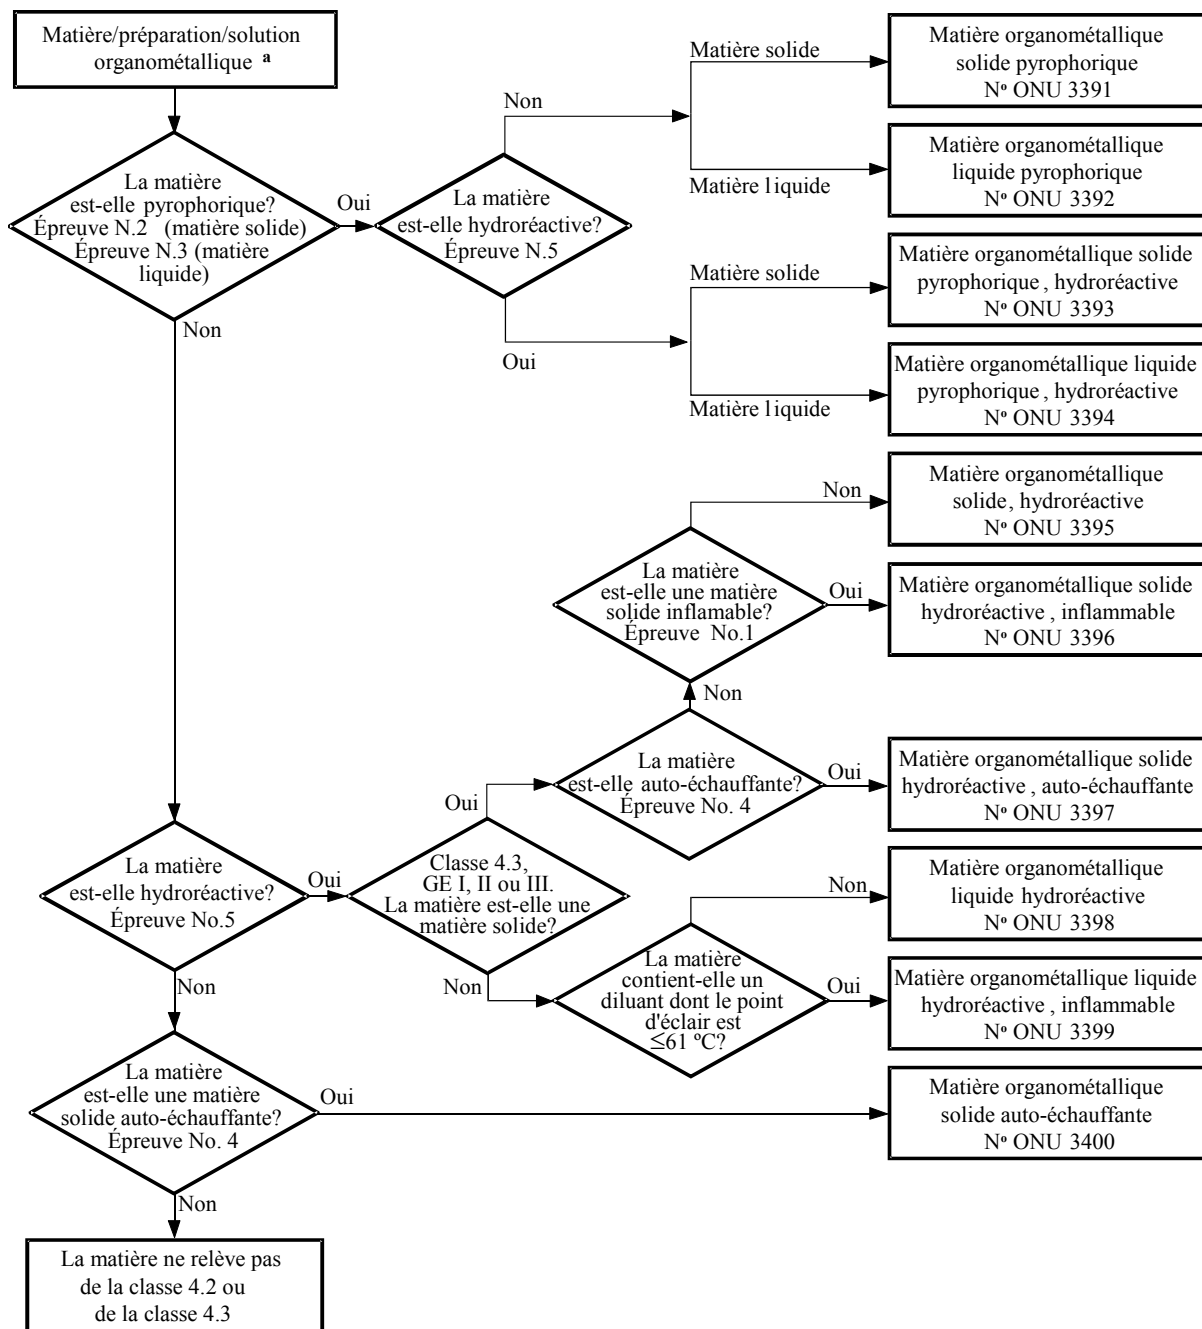 Matière/préparation/solution
organométallique a
La matière
est-elle pyrophorique?
Épreuve N.2 (matière solide)
Épreuve N.3 (matière
liquide)
Oui
Non
La matière
est-elle hydroréactive?
Épreuve N.5
Non
Oui
Matière solide
Matière liquide
Matière organométallique
solide pyrophorique
Nº ONU 3391
Matière organométallique
liquide pyrophorique
Nº ONU 3392
Matière solide
Matière liquide
Matière organométallique solide
pyrophorique , hydroréactive
Nº ONU 3393
Matière organométallique liquide
pyrophorique , hydroréactive
Nº ONU 3394
Non
Matière organométallique
solide, hydroréactive
Nº ONU 3395
La matière
est-elle une matière
solide inflamable?
Épreuve No.1
Oui
Matière organométallique solide
hydroréactive , inflammable
Nº ONU 3396
Non
La matière
est-elle auto-échauffante?
Épreuve No. 4
Oui
Matière organométallique solide
hydroréactive , auto-échauffante
Nº ONU 3397
La matière
est-elle hydroréactive?
Épreuve No.5
Oui
Non
Classe 4.3,
GE I, II ou III.
La matière est-elle une
matière solide?
Oui
Non
Non
Matière organométallique
liquide hydroréactive
Nº ONU 3398
La matière
contient-elle un
diluant dont le point
d'éclair est
≤61 ºC?
Oui
Matière organométallique liquide
hydroréactive , inflammable
Nº ONU 3399
La matière
est-elle une matière
solide auto-échauffante?
Épreuve No. 4
Oui
Matière organométallique
solide auto-échauffante
Nº ONU 3400
Non
La matière ne relève pas
de la classe 4.2 ou
de la classe 4.3